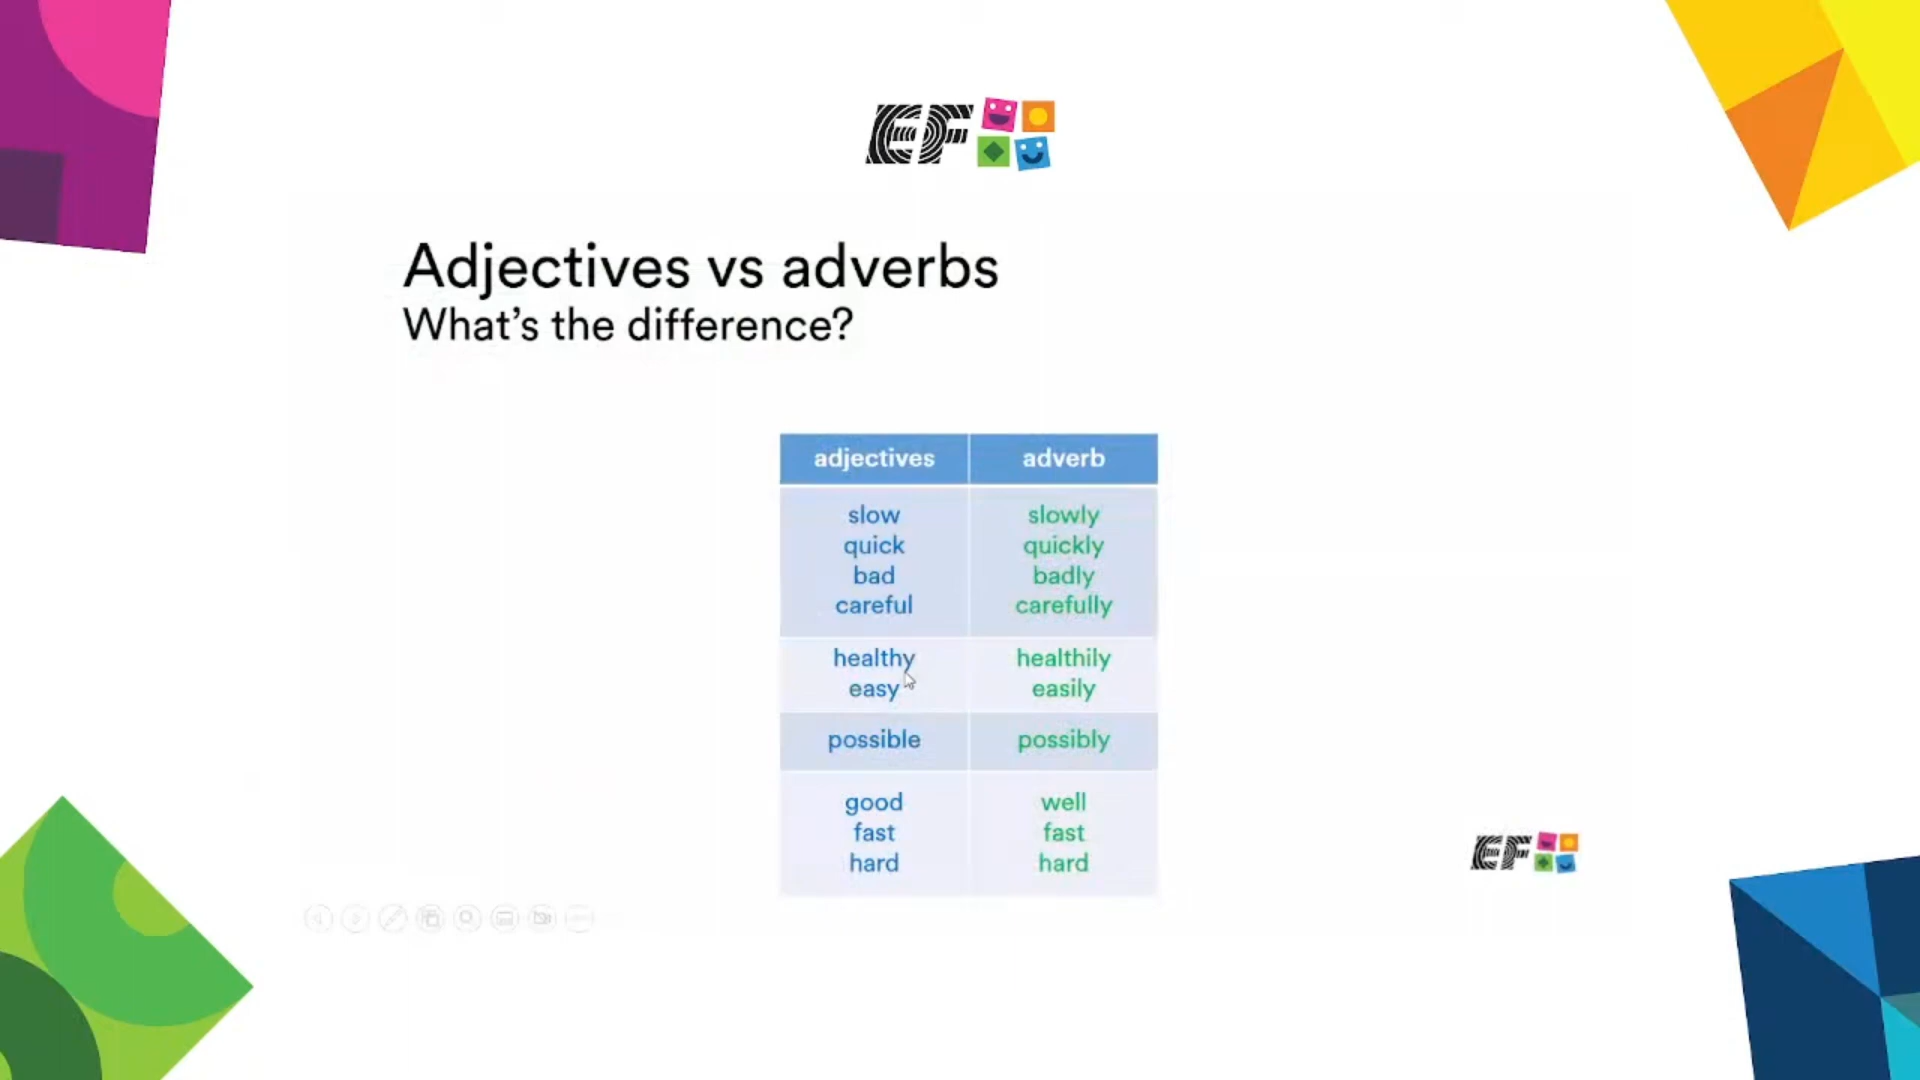 EF
Adjectives vs adverbs
What's the difference?
adjectives adverb
slow slowly
quick quickly
bad badly
careful carefully
healthy healthily
easy easily
possible possibly
good well
fast fast
hard hard
EF